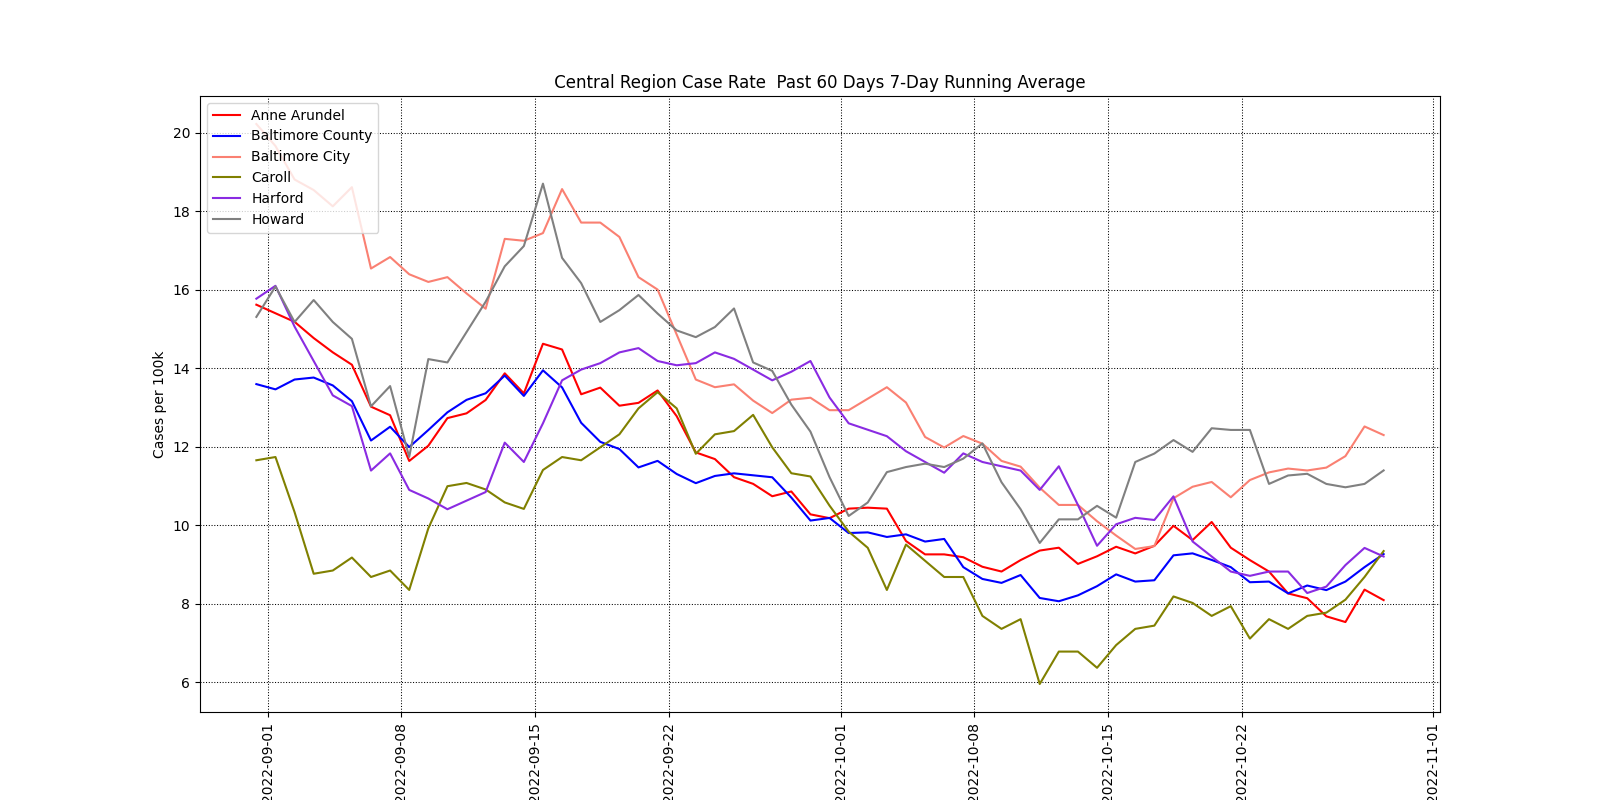 Central Region Case Rate  Past 60 Days 7-Day Running Average
Anne Arundel
Baltimore County
Baltimore City
Caroll
Harford
Howard
Cases per 100k
20
18
16
14
12
10
8
6
2022-09-01
2022-09-08
2022-09-15
2022-09-22
2022-10-01
2022-10-08
2022-10-15
2022-10-22
2022-11-01